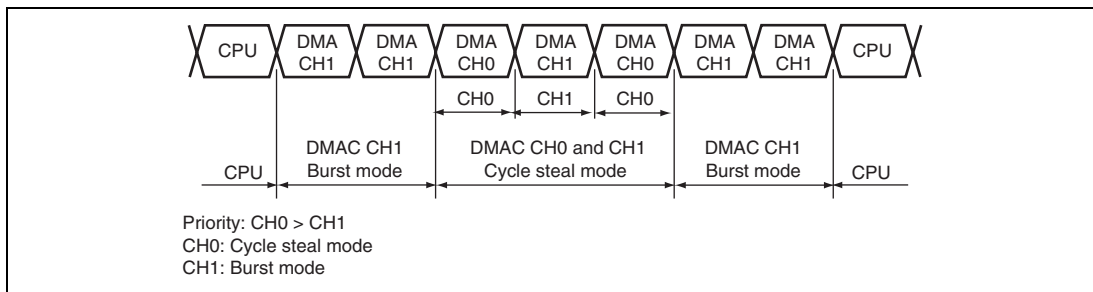 CPU DMA CH1 DMA CH1 DMA CH0 DMA CH1 DMA CH0 DMA CH1 DMA CH1 CPU
CH0 CH1 CH0
DMAC CH1 DMAC CH0 and CH1 DMAC CH1
CPU Burst mode Cycle steal mode Burst mode CPU
Priority: CH0 > CH1
CH0: Cycle steal mode
CH1: Burst mode